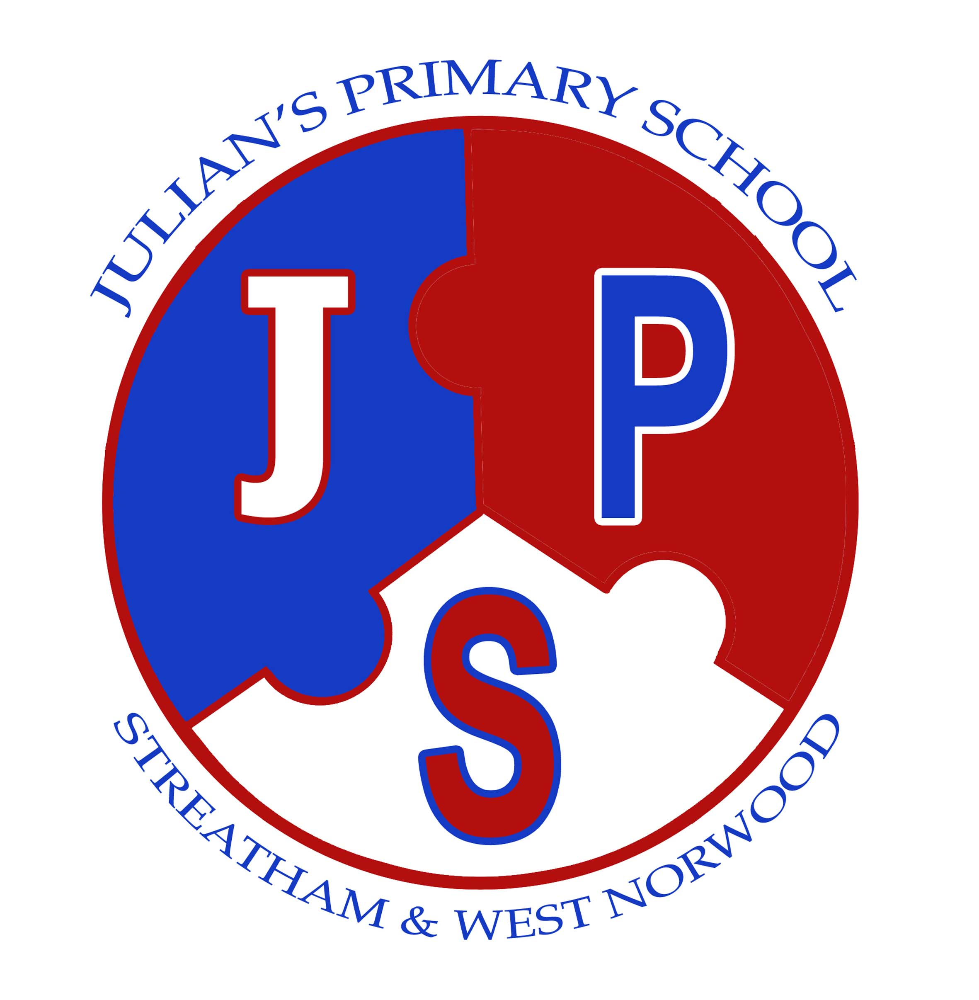 JULIAN’S PRIMARY SCHOOL
J P
S
STREATHAM & WEST NORWOOD